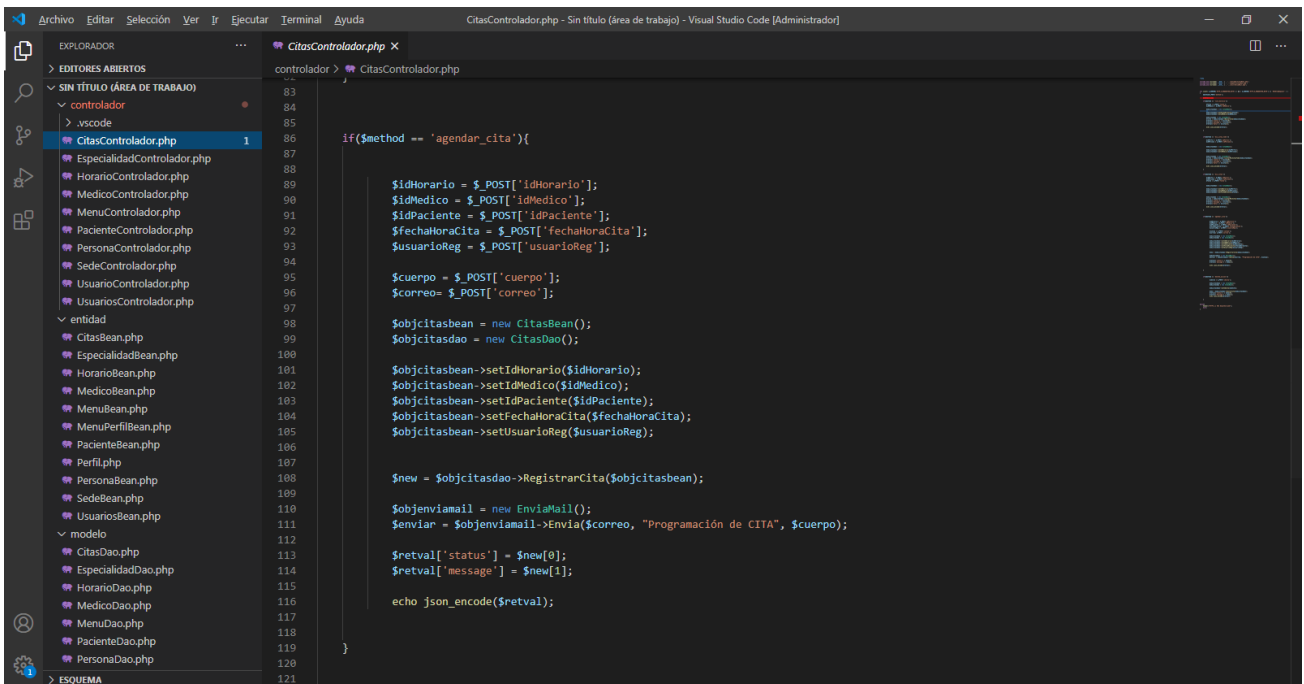 Archivo Editar Selección Ver Ir Ejecutar Terminal Ayuda
CitasControlador.php - Sin título (área de trabajo) - Visual Studio Code [Administrador]
EXPLORADOR
EDITORES ABIERTOS
SIN TÍTULO (ÁREA DE TRABAJO)
controlador
.vscode
CitasControlador.php 1
EspecialidadControlador.php
HorarioControlador.php
MedicoControlador.php
MenuControlador.php
PacienteControlador.php
PersonaControlador.php
SedeControlador.php
UsuarioControlador.php
UsuariosControlador.php
entidad
CitasBean.php
EspecialidadBean.php
HorarioBean.php
MedicoBean.php
MenuBean.php
MenuPerfilBean.php
PacienteBean.php
Perfil.php
PersonaBean.php
SedeBean.php
UsuariosBean.php
modelo
CitasDao.php
EspecialidadDao.php
HorarioDao.php
MedicoDao.php
MenuDao.php
PacienteDao.php
PersonaDao.php
ESQUEMA
1
CitasControlador.php
controlador > CitasControlador.php
82 }
83
84
85
86 if($method == 'agendar_cita'){
87
88
89 $idHorario = $_POST['idHorario'];
90 $idMedico = $_POST['idMedico'];
91 $idPaciente = $_POST['idPaciente'];
92 $fechaHoraCita = $_POST['fechaHoraCita'];
93 $usuarioReg = $_POST['usuarioReg'];
94
95 $cuerpo = $_POST['cuerpo'];
96 $correo= $_POST['correo'];
97
98 $objcitasbean = new CitasBean();
99 $objcitasdao = new CitasDao();
100
101 $objcitasbean->setIdHorario($idHorario);
102 $objcitasbean->setIdMedico($idMedico);
103 $objcitasbean->setIdPaciente($idPaciente);
104 $objcitasbean->setFechaHoraCita($fechaHoraCita);
105 $objcitasbean->setUsuarioReg($usuarioReg);
106
107
108 $new = $objcitasdao->RegistrarCita($objcitasbean);
109
110 $objenviamail = new EnviaMail();
111 $enviar = $objenviamail->Envia($correo, "Programación de CITA", $cuerpo);
112
113 $retval['status'] = $new[0];
114 $retval['message'] = $new[1];
115
116 echo json_encode($retval);
117
118
119 }
120
121